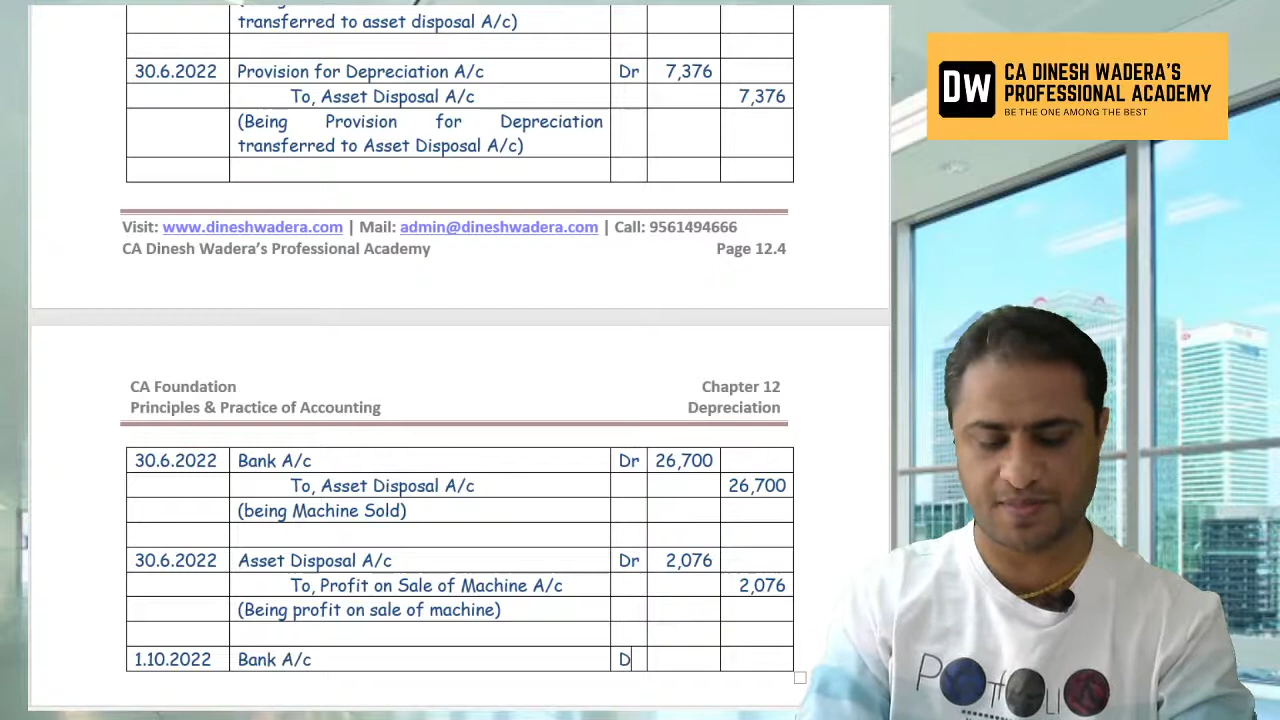 transferred to asset disposal A/c)
30.6.2022 Provision for Depreciation A/c Dr 7,376
To, Asset Disposal A/c 7,376
(Being Provision for Depreciation
transferred to Asset Disposal A/c)
Visit: www.dineshwadera.com | Mail: admin@dineshwadera.com | Call: 9561494666
CA Dinesh Wadera's Professional Academy Page 12.4
CA Foundation Chapter 12
Principles & Practice of Accounting Depreciation
30.6.2022 Bank A/c Dr 26,700
To, Asset Disposal A/c 26,700
(being Machine Sold)
30.6.2022 Asset Disposal A/c Dr 2,076
To, Profit on Sale of Machine A/c 2,076
(Being profit on sale of machine)
1.10.2022 Bank A/c D
DW
CA DINESH WADERA'S
PROFESSIONAL ACADEMY
BE THE ONE AMONG THE BEST